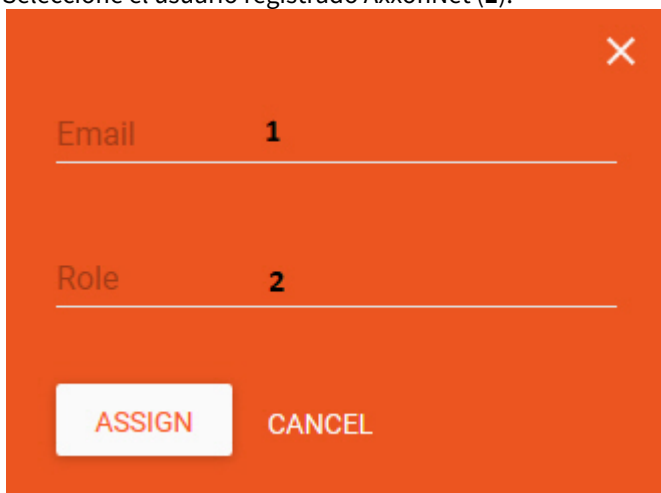 Seleccione el usuario registrado AxxonNet (1).
Email 1
Role 2
ASSIGN CANCEL